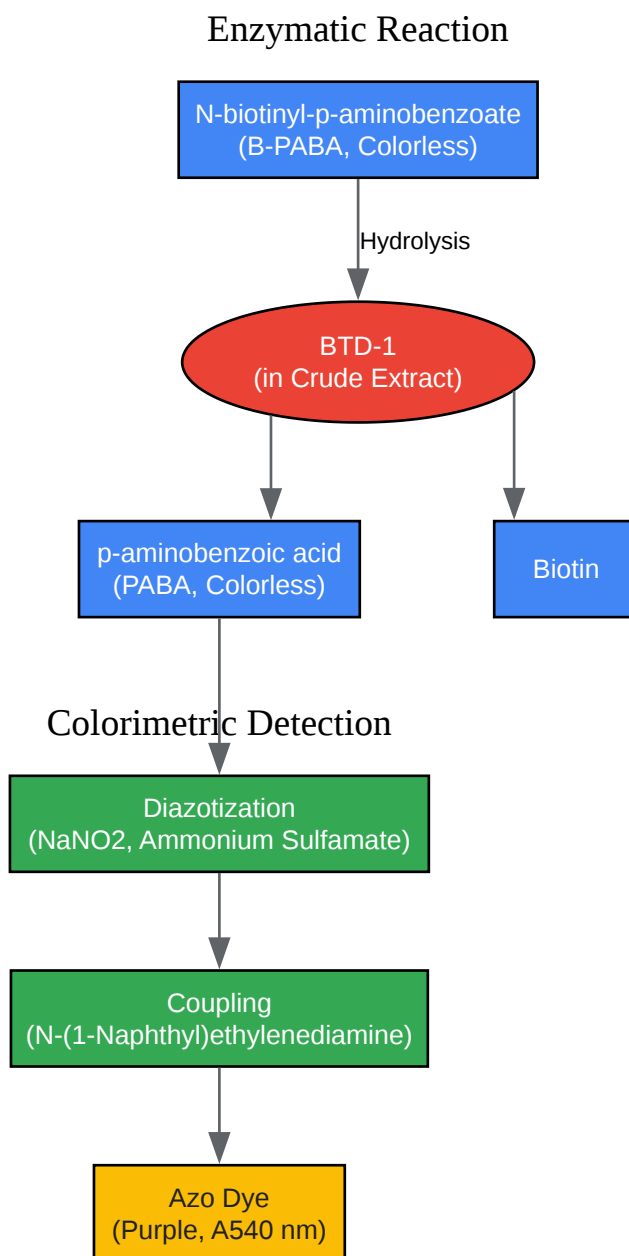 Enzymatic Reaction
N-biotinyl-p-aminobenzoate
(B-PABA, Colorless)
Hydrolysis
BTD-1
(in Crude Extract)
p-aminobenzoic acid
(PABA, Colorless)
Biotin
Colorimetric Detection
Diazotization
(NaNO2, Ammonium Sulfamate)
Coupling
(N-(1-Naphthyl)ethylenediamine)
Azo Dye
(Purple, A540 nm)